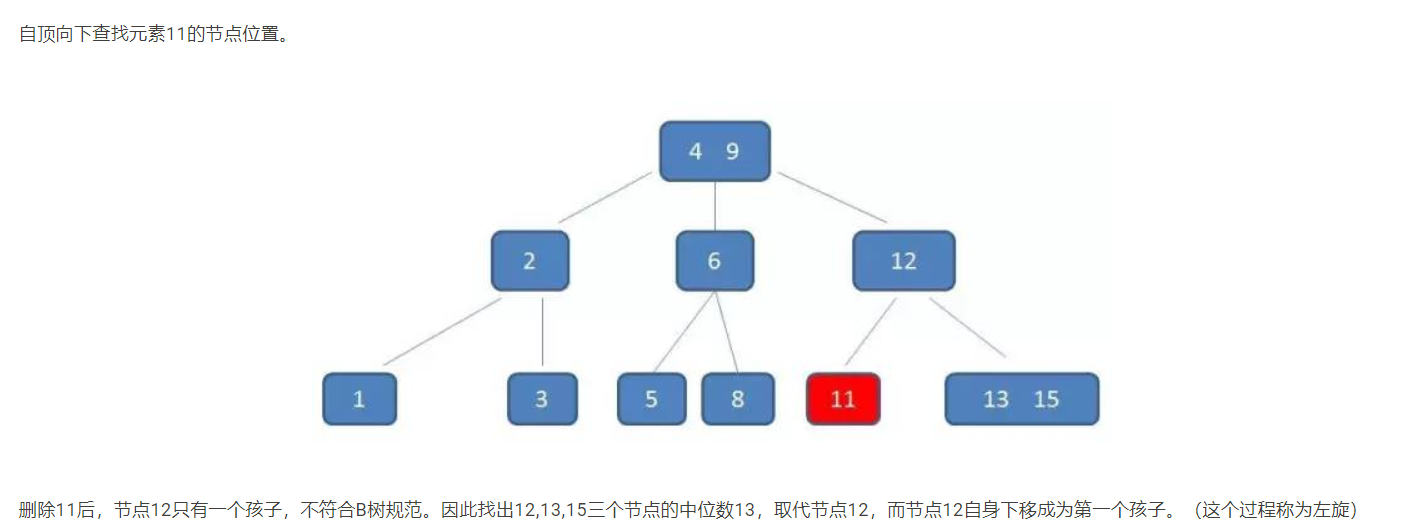 自顶向下查找元素11的节点位置。
4 9
2 6 12
1 3 5 8 11 13 15
删除11后，节点12只有一个孩子，不符合B树规范。因此找出12,13,15三个节点的中位数13，取代节点12，而节点12自身下移成为第一个孩子。（这个过程称为左旋）